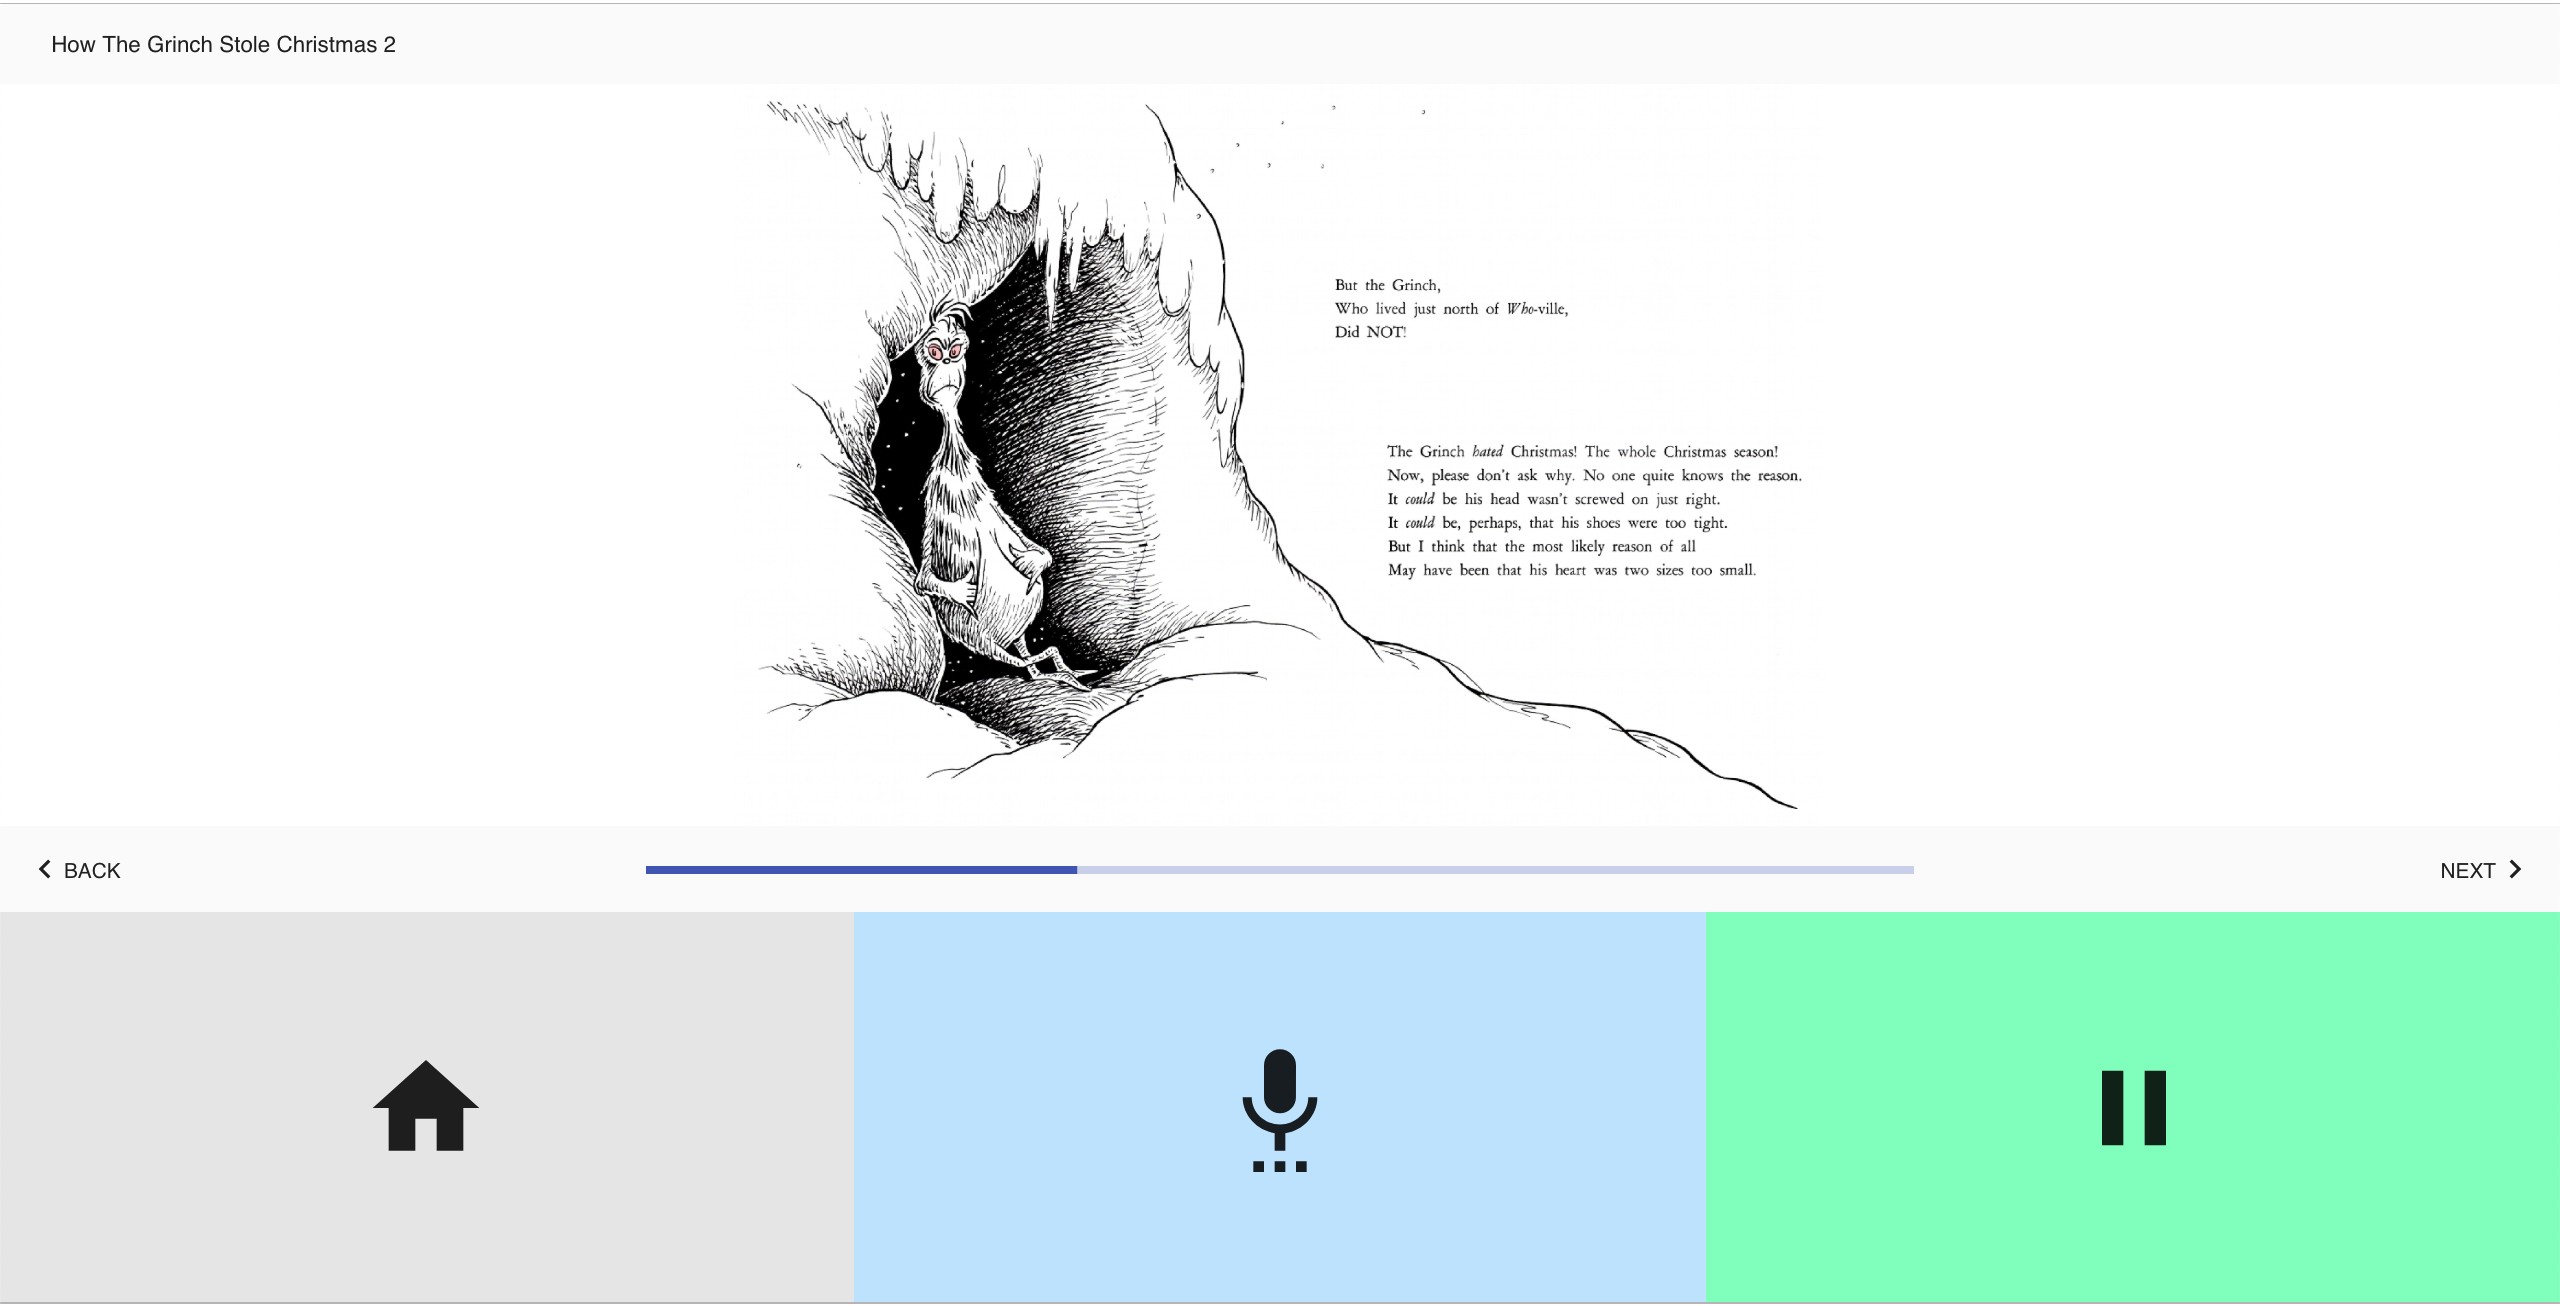 How The Grinch Stole Christmas 2
But the Grinch,
Who lived just north of Who-ville,
Did NOT!
The Grinch hated Christmas! The whole Christmas season!
Now, please don't ask why. No one quite knows the reason.
It could be his head wasn't screwed on just right.
It could be, perhaps, that his shoes were too tight.
But I think that the most likely reason of all
May have been that his heart was two sizes too small.
BACK
NEXT